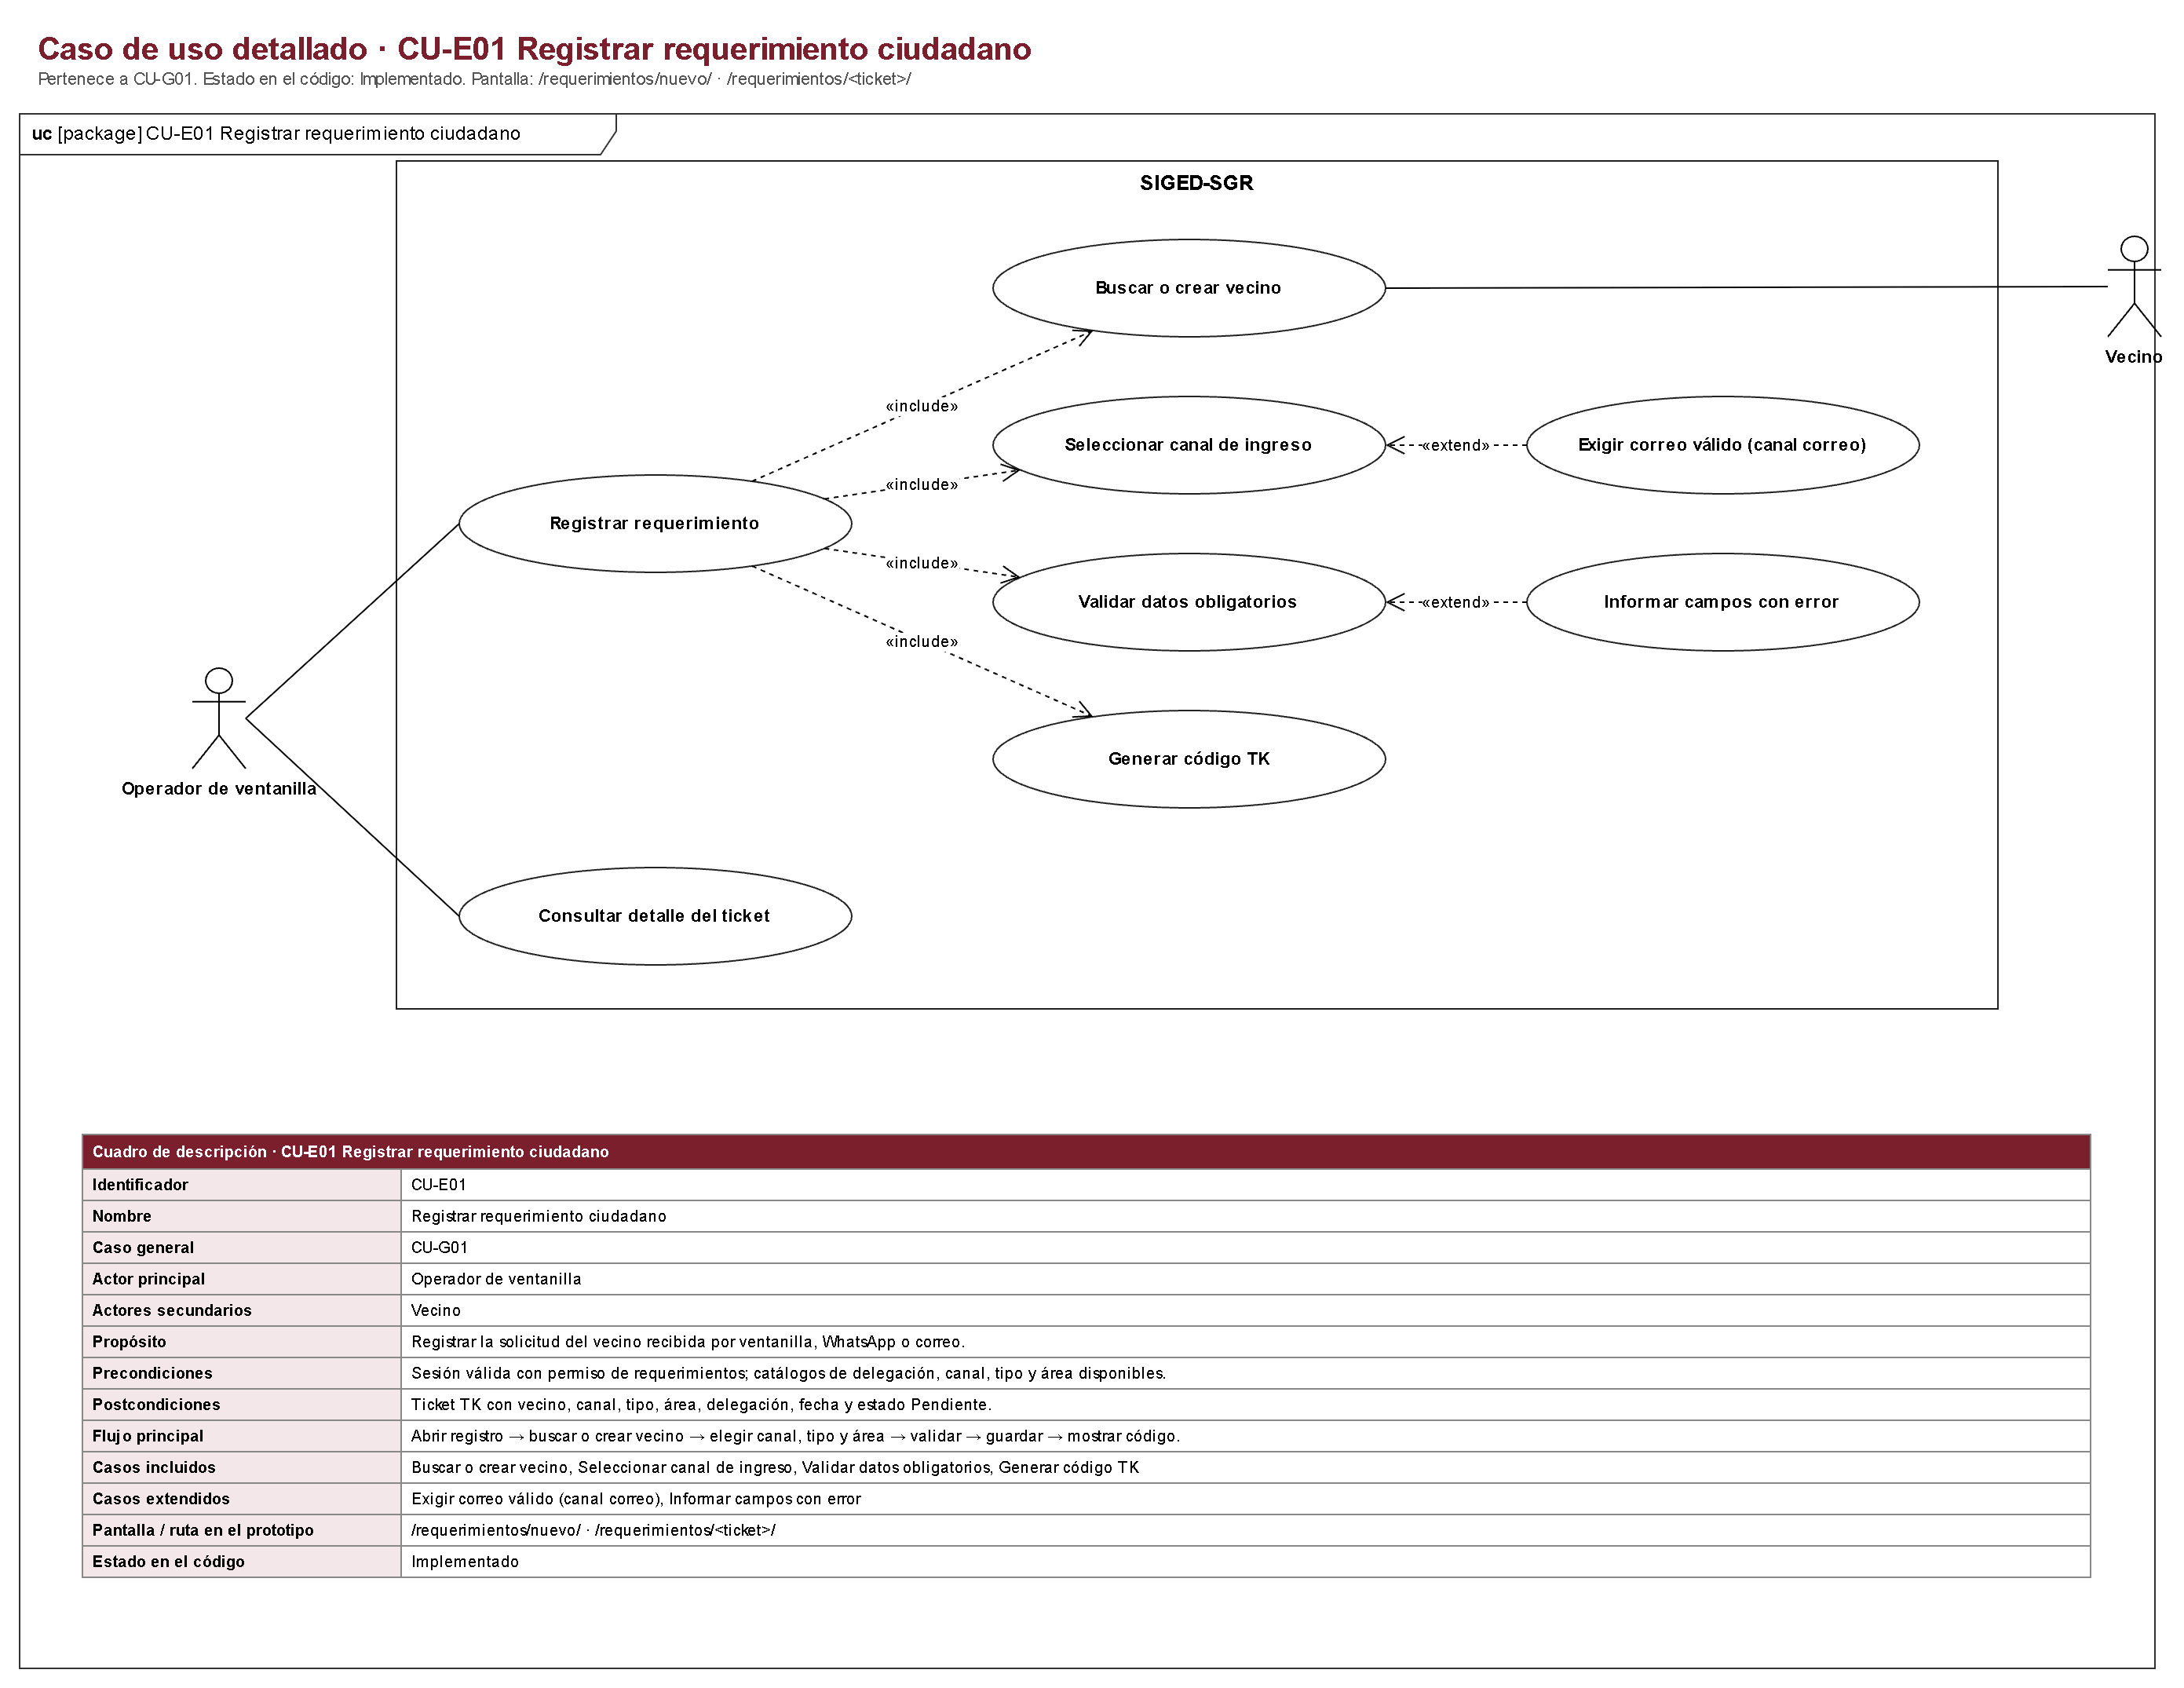 Caso de uso detallado · CU-E01 Registrar requerimiento ciudadano
Pertenece a CU-G01. Estado en el código: Implementado. Pantalla: /requerimientos/nuevo/ · /requerimientos/<ticket>/
uc [package] CU-E01 Registrar requerimiento ciudadano
SIGED-SGR
Buscar o crear vecino
Vecino
«include»
Seleccionar canal de ingreso
«extend»
Exigir correo válido (canal correo)
«include»
Registrar requerimiento
«include»
Validar datos obligatorios
«extend»
Informar campos con error
«include»
Generar código TK
Operador de ventanilla
Consultar detalle del ticket
Cuadro de descripción · CU-E01 Registrar requerimiento ciudadano
Identificador CU-E01
Nombre Registrar requerimiento ciudadano
Caso general CU-G01
Actor principal Operador de ventanilla
Actores secundarios Vecino
Propósito Registrar la solicitud del vecino recibida por ventanilla, WhatsApp o correo.
Precondiciones Sesión válida con permiso de requerimientos; catálogos de delegación, canal, tipo y área disponibles.
Postcondiciones Ticket TK con vecino, canal, tipo, área, delegación, fecha y estado Pendiente.
Flujo principal Abrir registro → buscar o crear vecino → elegir canal, tipo y área → validar → guardar → mostrar código.
Casos incluidos Buscar o crear vecino, Seleccionar canal de ingreso, Validar datos obligatorios, Generar código TK
Casos extendidos Exigir correo válido (canal correo), Informar campos con error
Pantalla / ruta en el prototipo /requerimientos/nuevo/ · /requerimientos/<ticket>/
Estado en el código Implementado